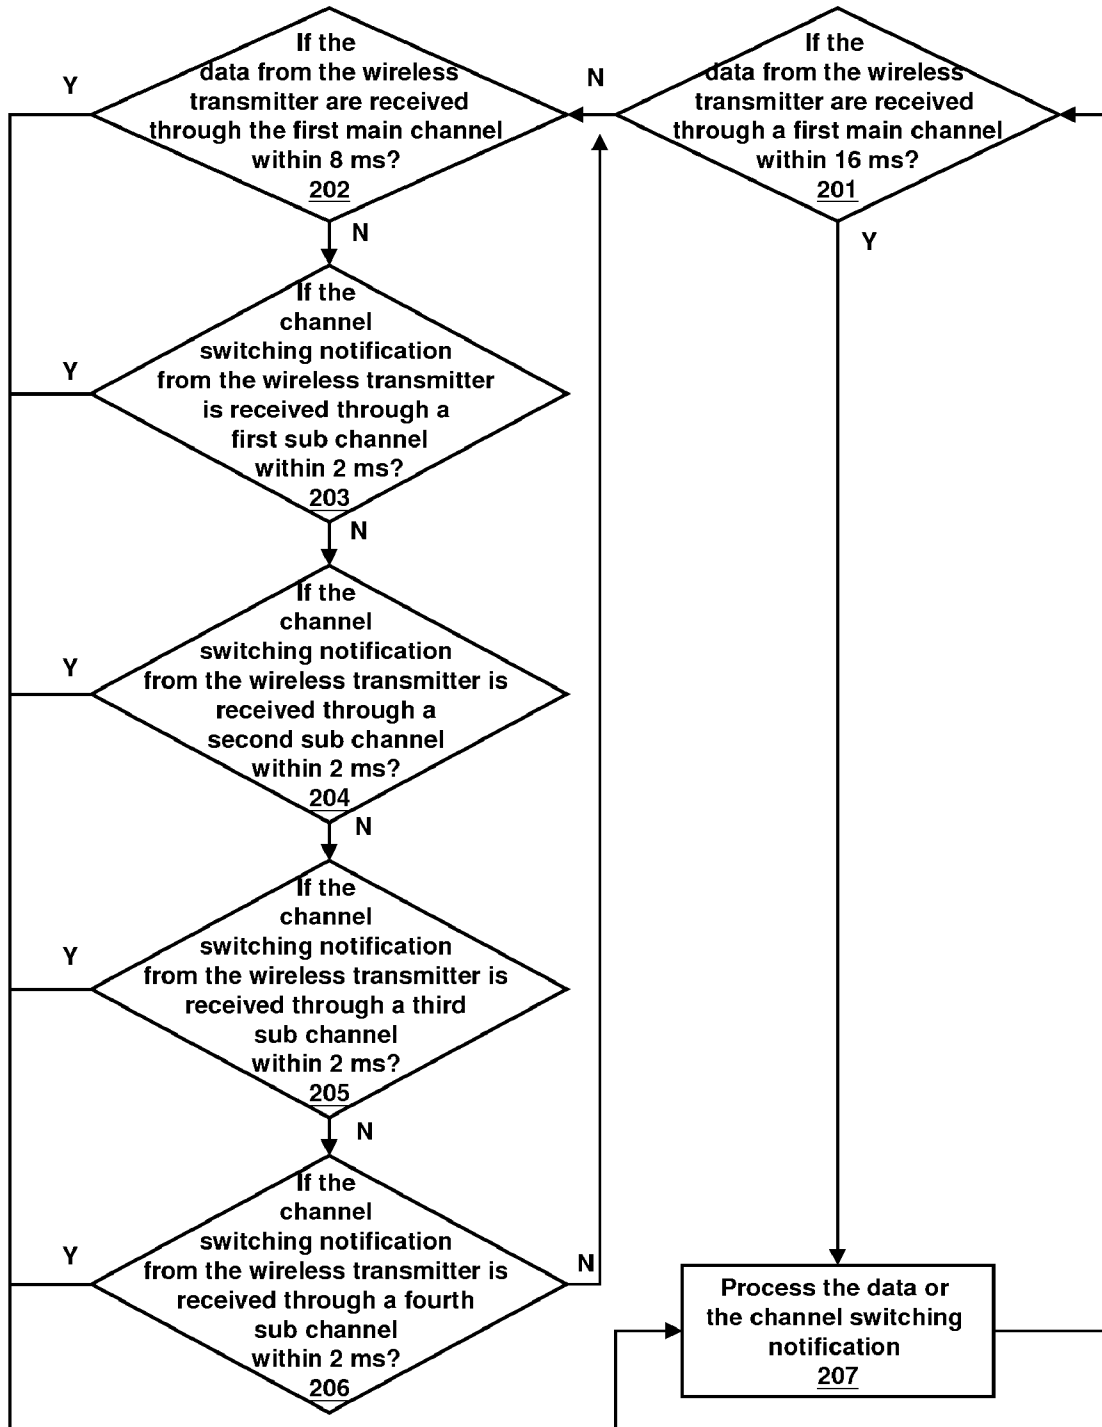 If the
data from the wireless
transmitter are received
through the first main channel
within 8 ms?
202
Y
N
If the
data from the wireless
transmitter are received
through a first main channel
within 16 ms?
201
N
Y
If the
channel
switching notification
from the wireless transmitter
is received through a
first sub channel
within 2 ms?
203
Y
N
If the
channel
switching notification
from the wireless transmitter is
received through a
second sub channel
within 2 ms?
204
Y
N
If the
channel
switching notification
from the wireless transmitter is
received through a third
sub channel
within 2 ms?
205
Y
N
If the
channel
switching notification
from the wireless transmitter is
received through a fourth
sub channel
within 2 ms?
206
Y
N
Process the data or
the channel switching
notification
207